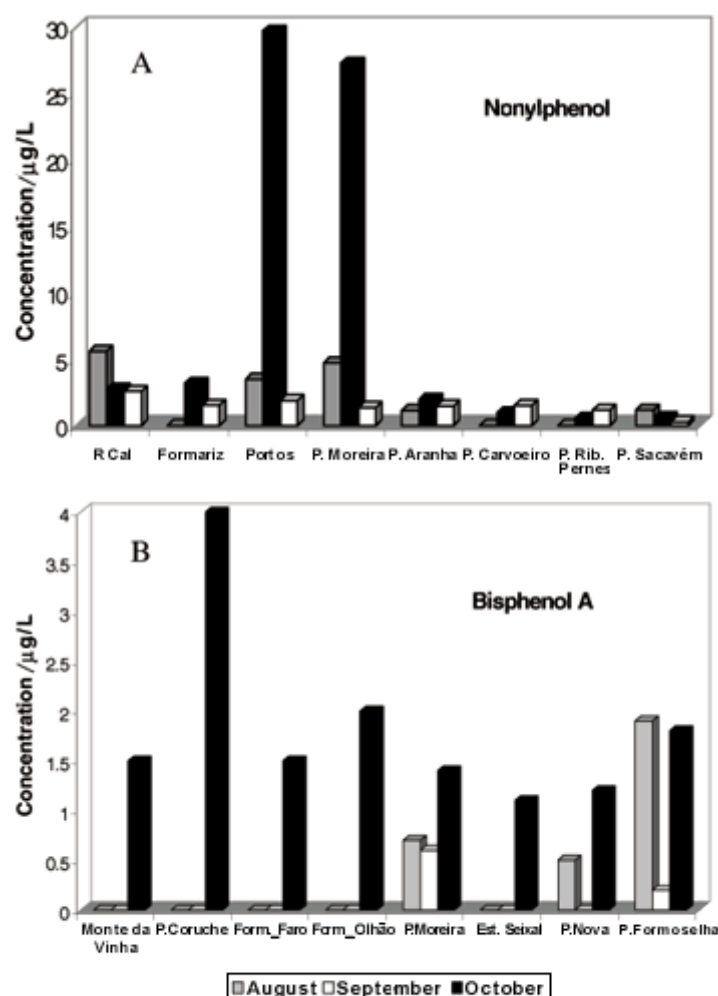 30
A
Nonylphenol
25
20
15
10
5
0
Concentration/µg/L
R Cal Formariz Portos P. Moreira P. Aranha P. Carvoeiro P. Rib. P. Sacavêm
Pernes
4
B
3.5
Bisphenol A
3
2.5
2
1.5
1
0.5
0
Concentration /µg/L
Monte da P.Coruche Form_Faro Form_Olhão P.Moreira Est. Seixal P.Nova P.Formoselha
Vinha
August September October